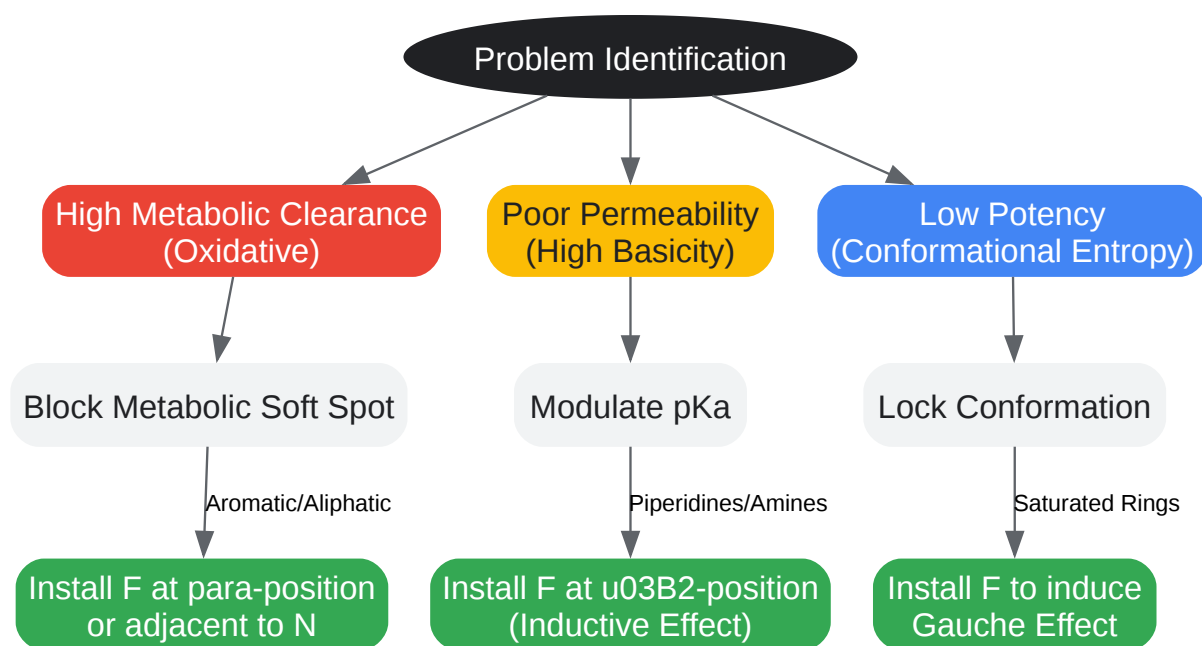 Problem Identification
High Metabolic Clearance
(Oxidative)
Poor Permeability
(High Basicity)
Low Potency
(Conformational Entropy)
Block Metabolic Soft Spot
Modulate pKa
Lock Conformation
Aromatic/Aliphatic
Piperidines/Amines
Saturated Rings
Install F at para-position
or adjacent to N
Install F at u03B2-position
(Inductive Effect)
Install F to induce
Gauche Effect